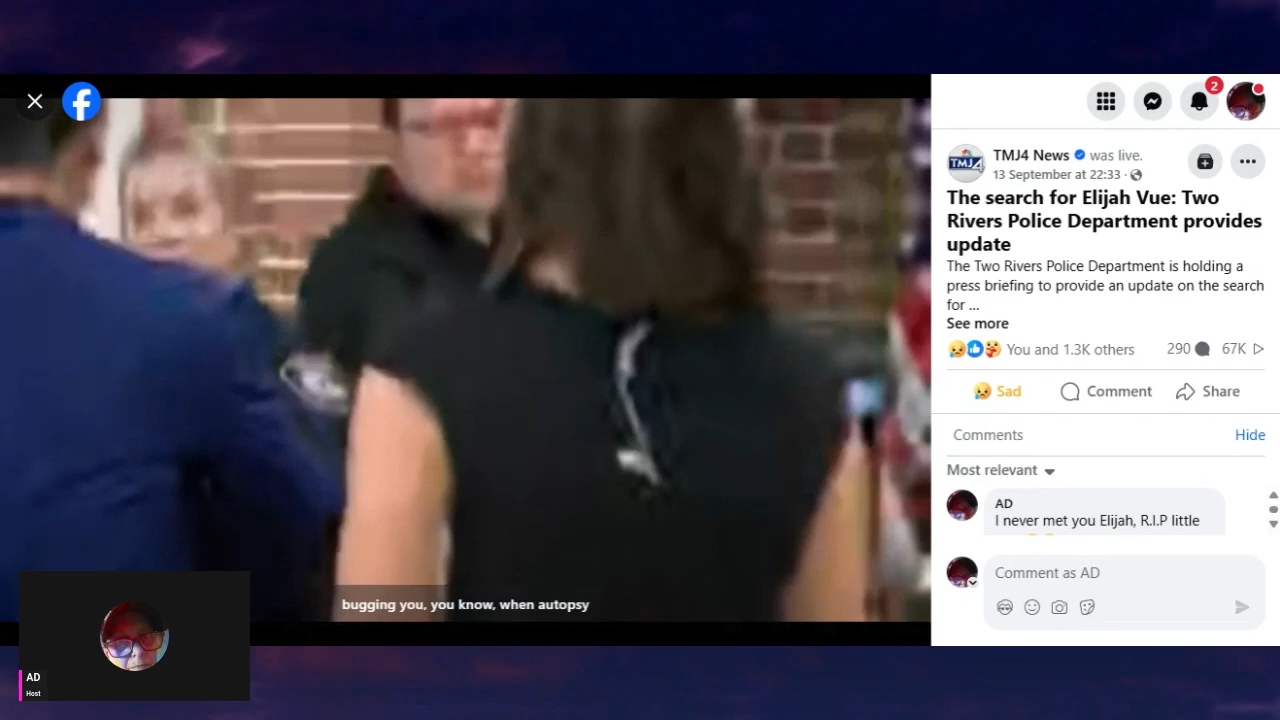 2
TMJ4 News was live.
TMJ4
13 September at 22:33 ·
The search for Elijah Vue: Two
Rivers Police Department provides
update
The Two Rivers Police Department is holding a
press briefing to provide an update on the search
for ...
See more
You and 1.3K others 290 67K
Sad Comment Share
Comments Hide
Most relevant
AD
I never met you Elijah, R.I.P little
Comment as AD
bugging you, you know, when autopsy
AD
Host